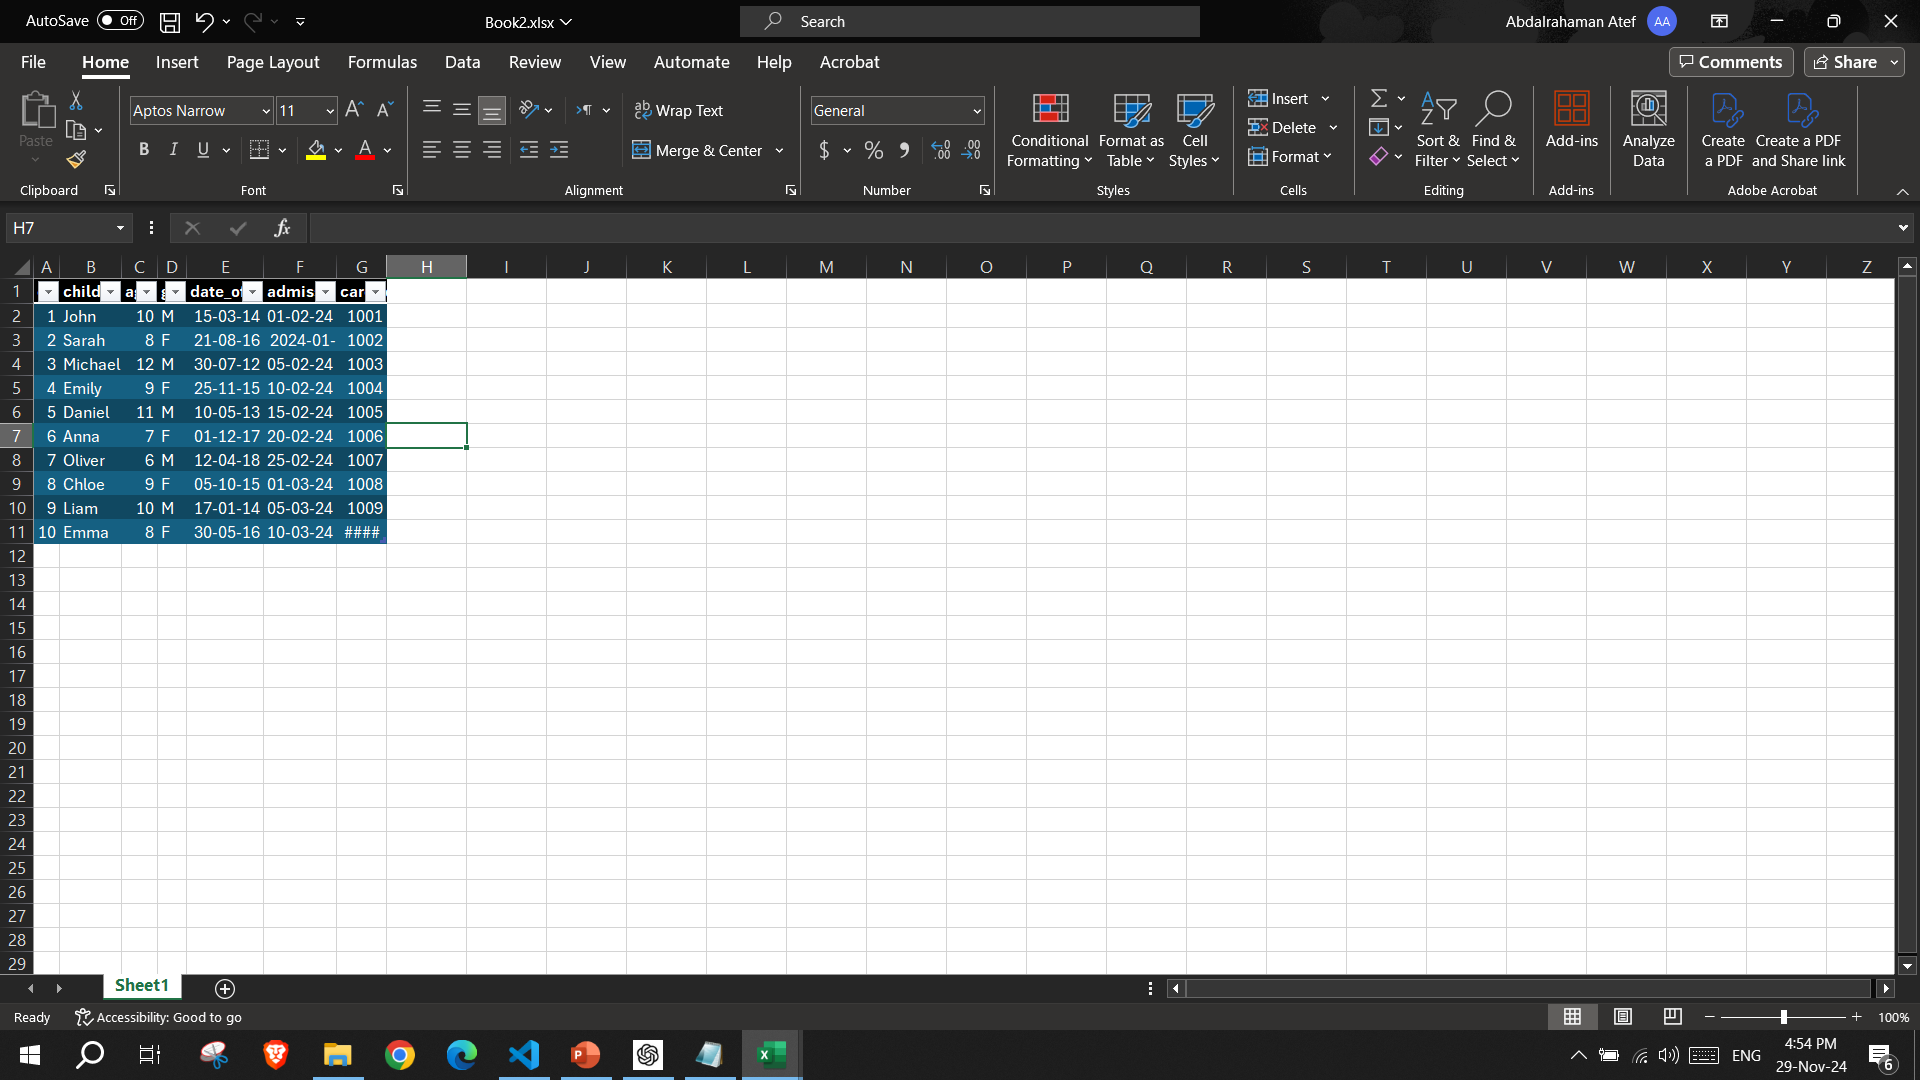 AutoSave Off Book2.xlsx Search Abdalrahaman Atef AA
File Home Insert Page Layout Formulas Data Review View Automate Help Acrobat Comments Share
Paste
Clipboard
Aptos Narrow 11
B I U A
Font
Wrap Text
Merge & Center
Alignment
General
$ % 9
Number
Conditional Formatting
Format as Table
Cell Styles
Styles
Insert
Delete
Format
Cells
Sort & Filter
Find & Select
Editing
Add-ins
Add-ins
Analyze Data
Create a PDF
Create a PDF and Share link
Adobe Acrobat
H7 fx
A B C D E F G H I J K L M N O P Q R S T U V W X Y Z
1 child date_o admis car
2 1 John 10 M 15-03-14 01-02-24 1001
3 2 Sarah 8 F 21-08-16 2024-01- 1002
4 3 Michael 12 M 30-07-12 05-02-24 1003
5 4 Emily 9 F 25-11-15 10-02-24 1004
6 5 Daniel 11 M 10-05-13 15-02-24 1005
7 6 Anna 7 F 01-12-17 20-02-24 1006
8 7 Oliver 6 M 12-04-18 25-02-24 1007
9 8 Chloe 9 F 05-10-15 01-03-24 1008
10 9 Liam 10 M 17-01-14 05-03-24 1009
11 10 Emma 8 F 30-05-16 10-03-24 ####
12
13
14
15
16
17
18
19
20
21
22
23
24
25
26
27
28
29
Sheet1
Ready Accessibility: Good to go 100%
ENG 4:54 PM
29-Nov-24 6